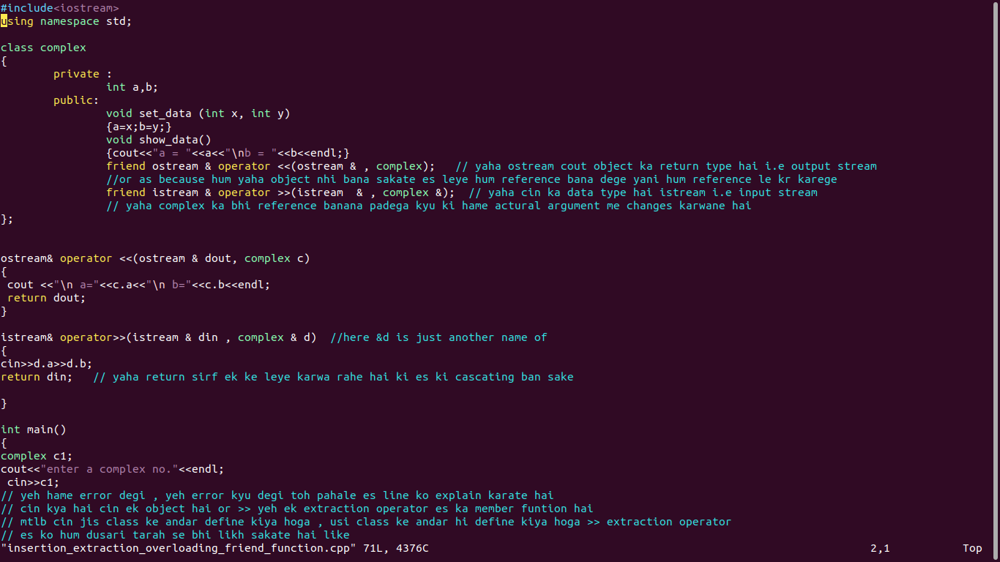 #include<iostream>
using namespace std;
class complex
{
private :
int a,b;
public:
void set_data (int x, int y)
{a=x;b=y;}
void show_data()
{cout<<"a = "<<a<<"\nb = "<<b<<endl;}
friend ostream & operator <<(ostream & , complex);   // yaha ostream cout object ka return type hai i.e output stream
//or as because hum yaha object nhi bana sakate es leye hum reference bana dege yani hum reference le kr karege
friend istream & operator >>(istream  & , complex &);  // yaha cin ka data type hai istream i.e input stream
// yaha complex ka bhi reference banana padega kyu ki hame actural argument me changes karwane hai
};
ostream& operator <<(ostream & dout, complex c)
{
cout <<"\n a="<<c.a<<"\n b="<<c.b<<endl;
return dout;
}
istream& operator>>(istream & din , complex & d)  //here &d is just another name of
{
cin>>d.a>>d.b;
return din;   // yaha return sirf ek ke leye karwa rahe hai ki es ki cascating ban sake
}
int main()
{
complex c1;
cout<<"enter a complex no."<<endl;
cin>>c1;
// yeh hame error degi , yeh error kyu degi toh pahale es line ko explain karate hai
// cin kya hai cin ek object hai or >> yeh ek extraction operator es ka member funtion hai
// mtlb cin jis class ke andar define kiya hoga , usi class ke andar hi define kiya hoga >> extraction operator
// es ko hum dusari tarah se bhi likh sakate hai like
"insertion_extraction_overloading_friend_function.cpp" 71L, 4376C 2,1 Top